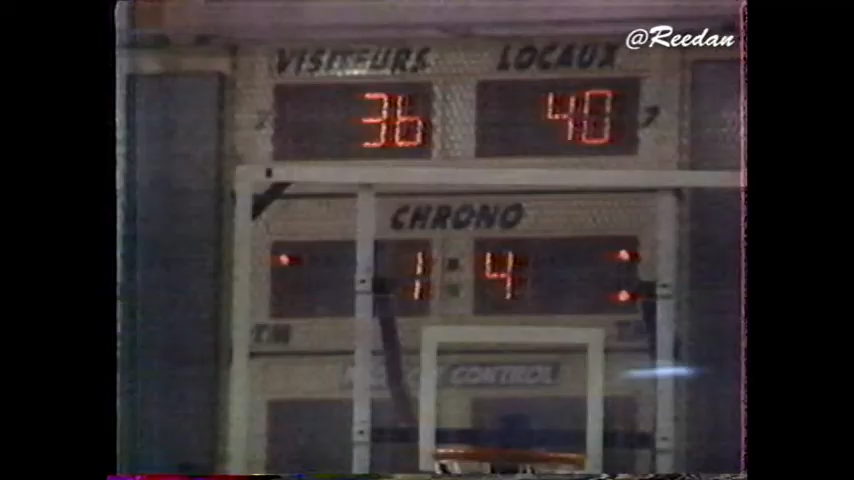 @Reedan
VISITEURS LOCAUX
36 40
7
CHRONO
1:4
CONTROL